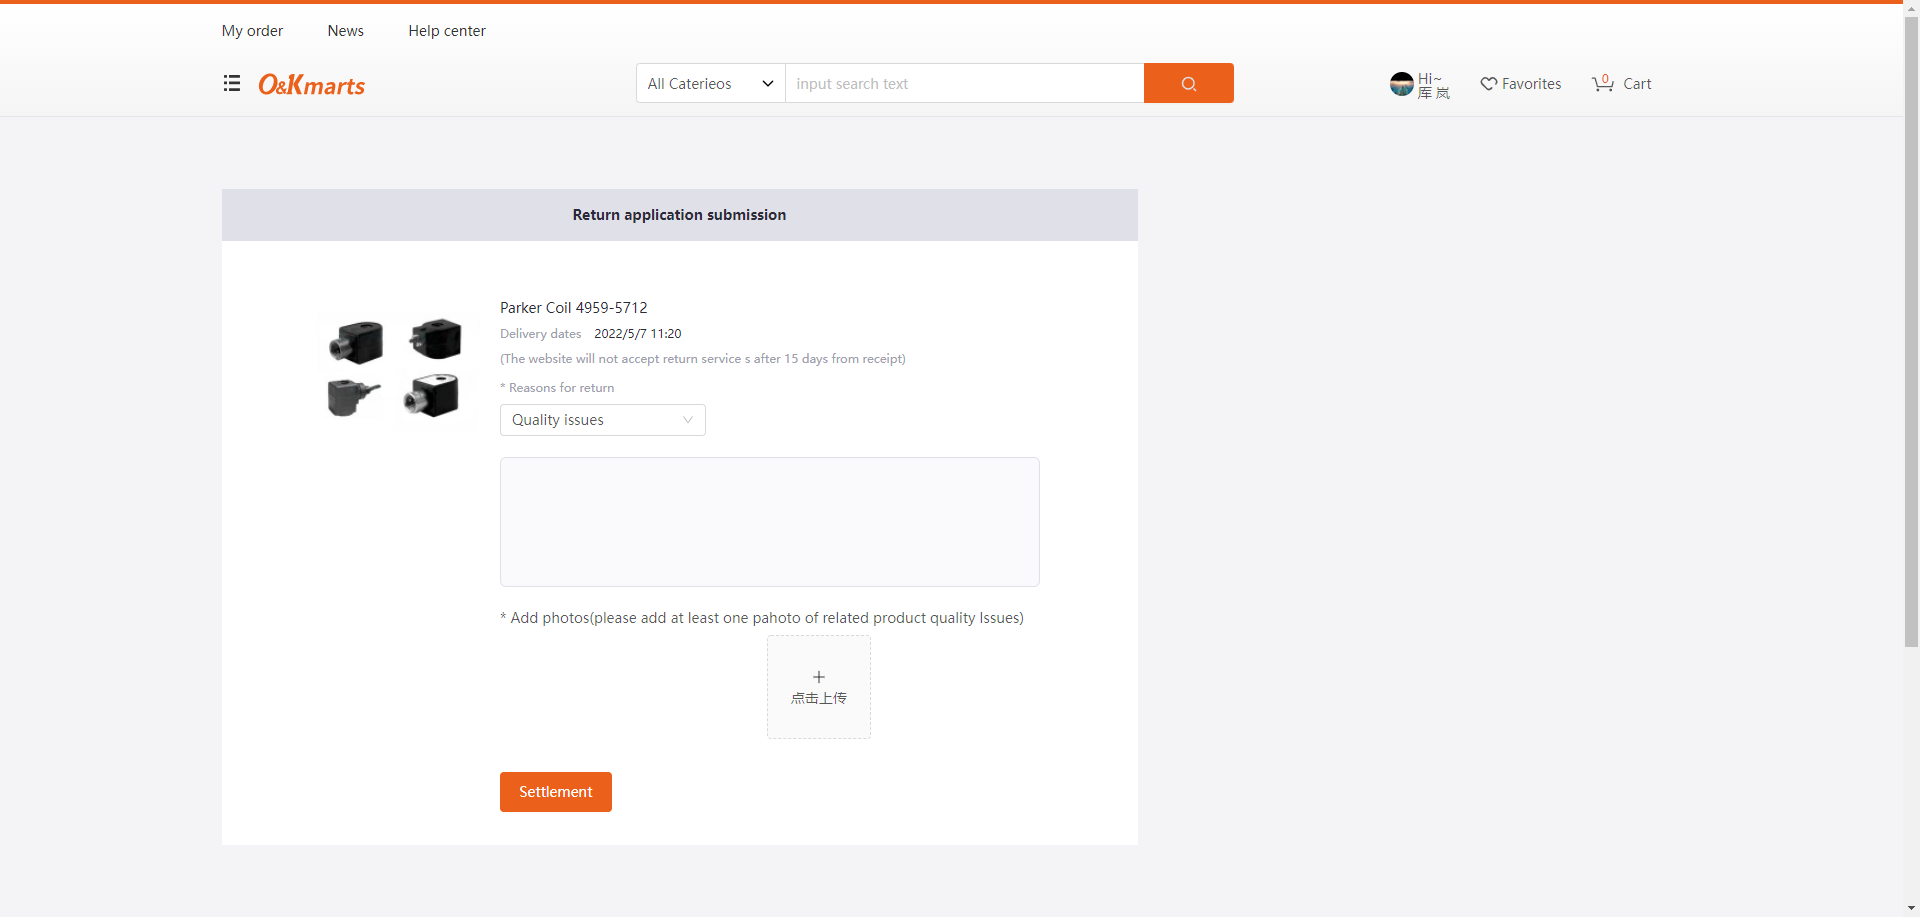 My order News Help center
O&Kmarts
All Caterieos input search text
Hi~
库 岚
Favorites
0
Cart
Return application submission
Parker Coil 4959-5712
Delivery dates 2022/5/7 11:20
(The website will not accept return service s after 15 days from receipt)
* Reasons for return
Quality issues
* Add photos(please add at least one pahoto of related product quality Issues)
点击上传
Settlement